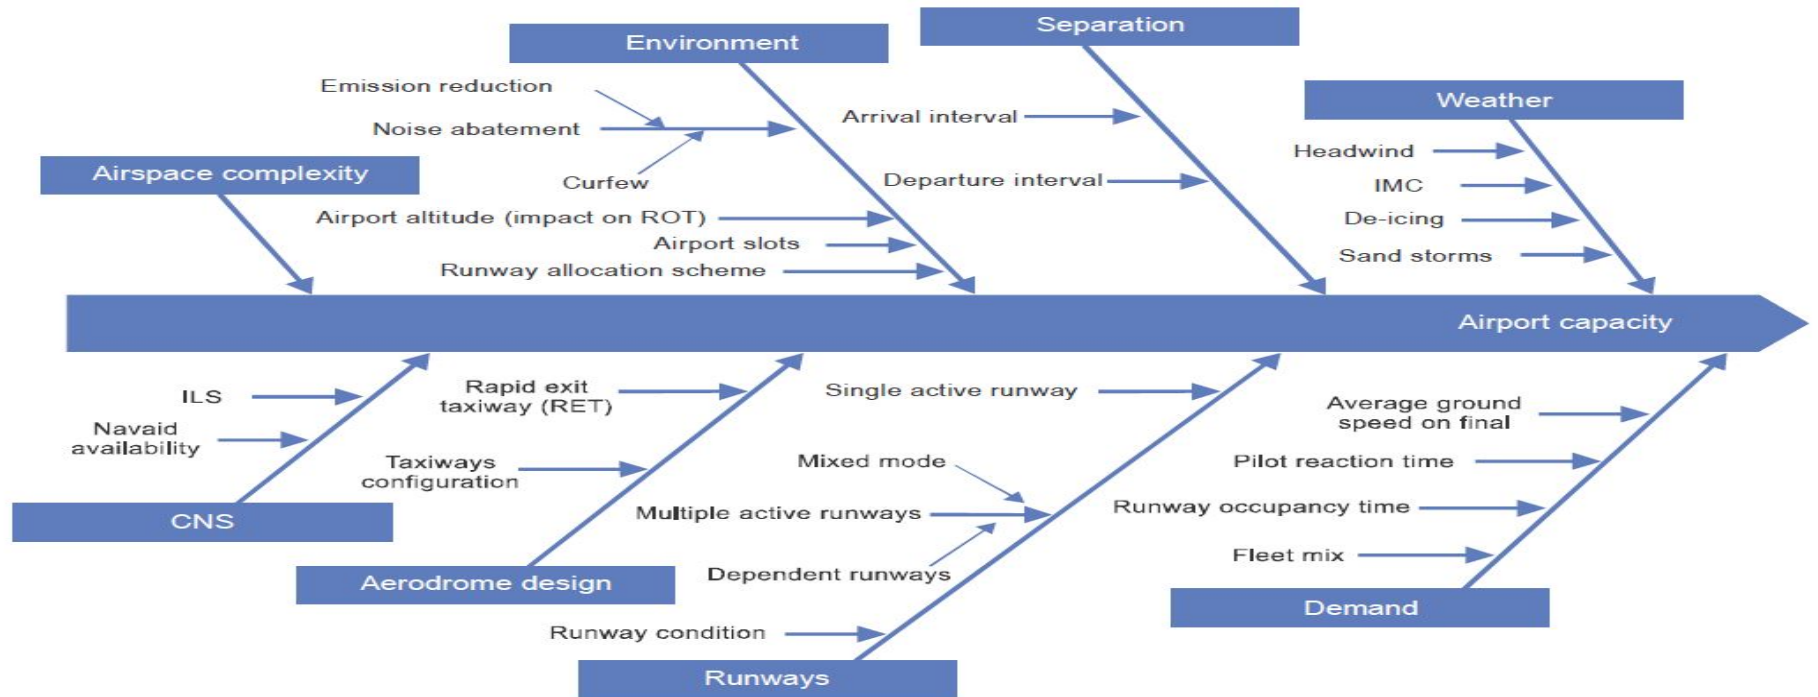 Separation
Environment
Emission reduction
Weather
Arrival interval
Noise abatement
Headwind
Airspace complexity
Curfew
Departure interval
IMC
Airport altitude (impact on ROT)
De-icing
Airport slots
Sand storms
Runway allocation scheme
Airport capacity
ILS
Rapid exit
taxiway (RET)
Single active runway
Average ground
speed on final
Navaid
availability
Taxiways
configuration
Mixed mode
Pilot reaction time
CNS
Multiple active runways
Runway occupancy time
Dependent runways
Fleet mix
Aerodrome design
Demand
Runway condition
Runways